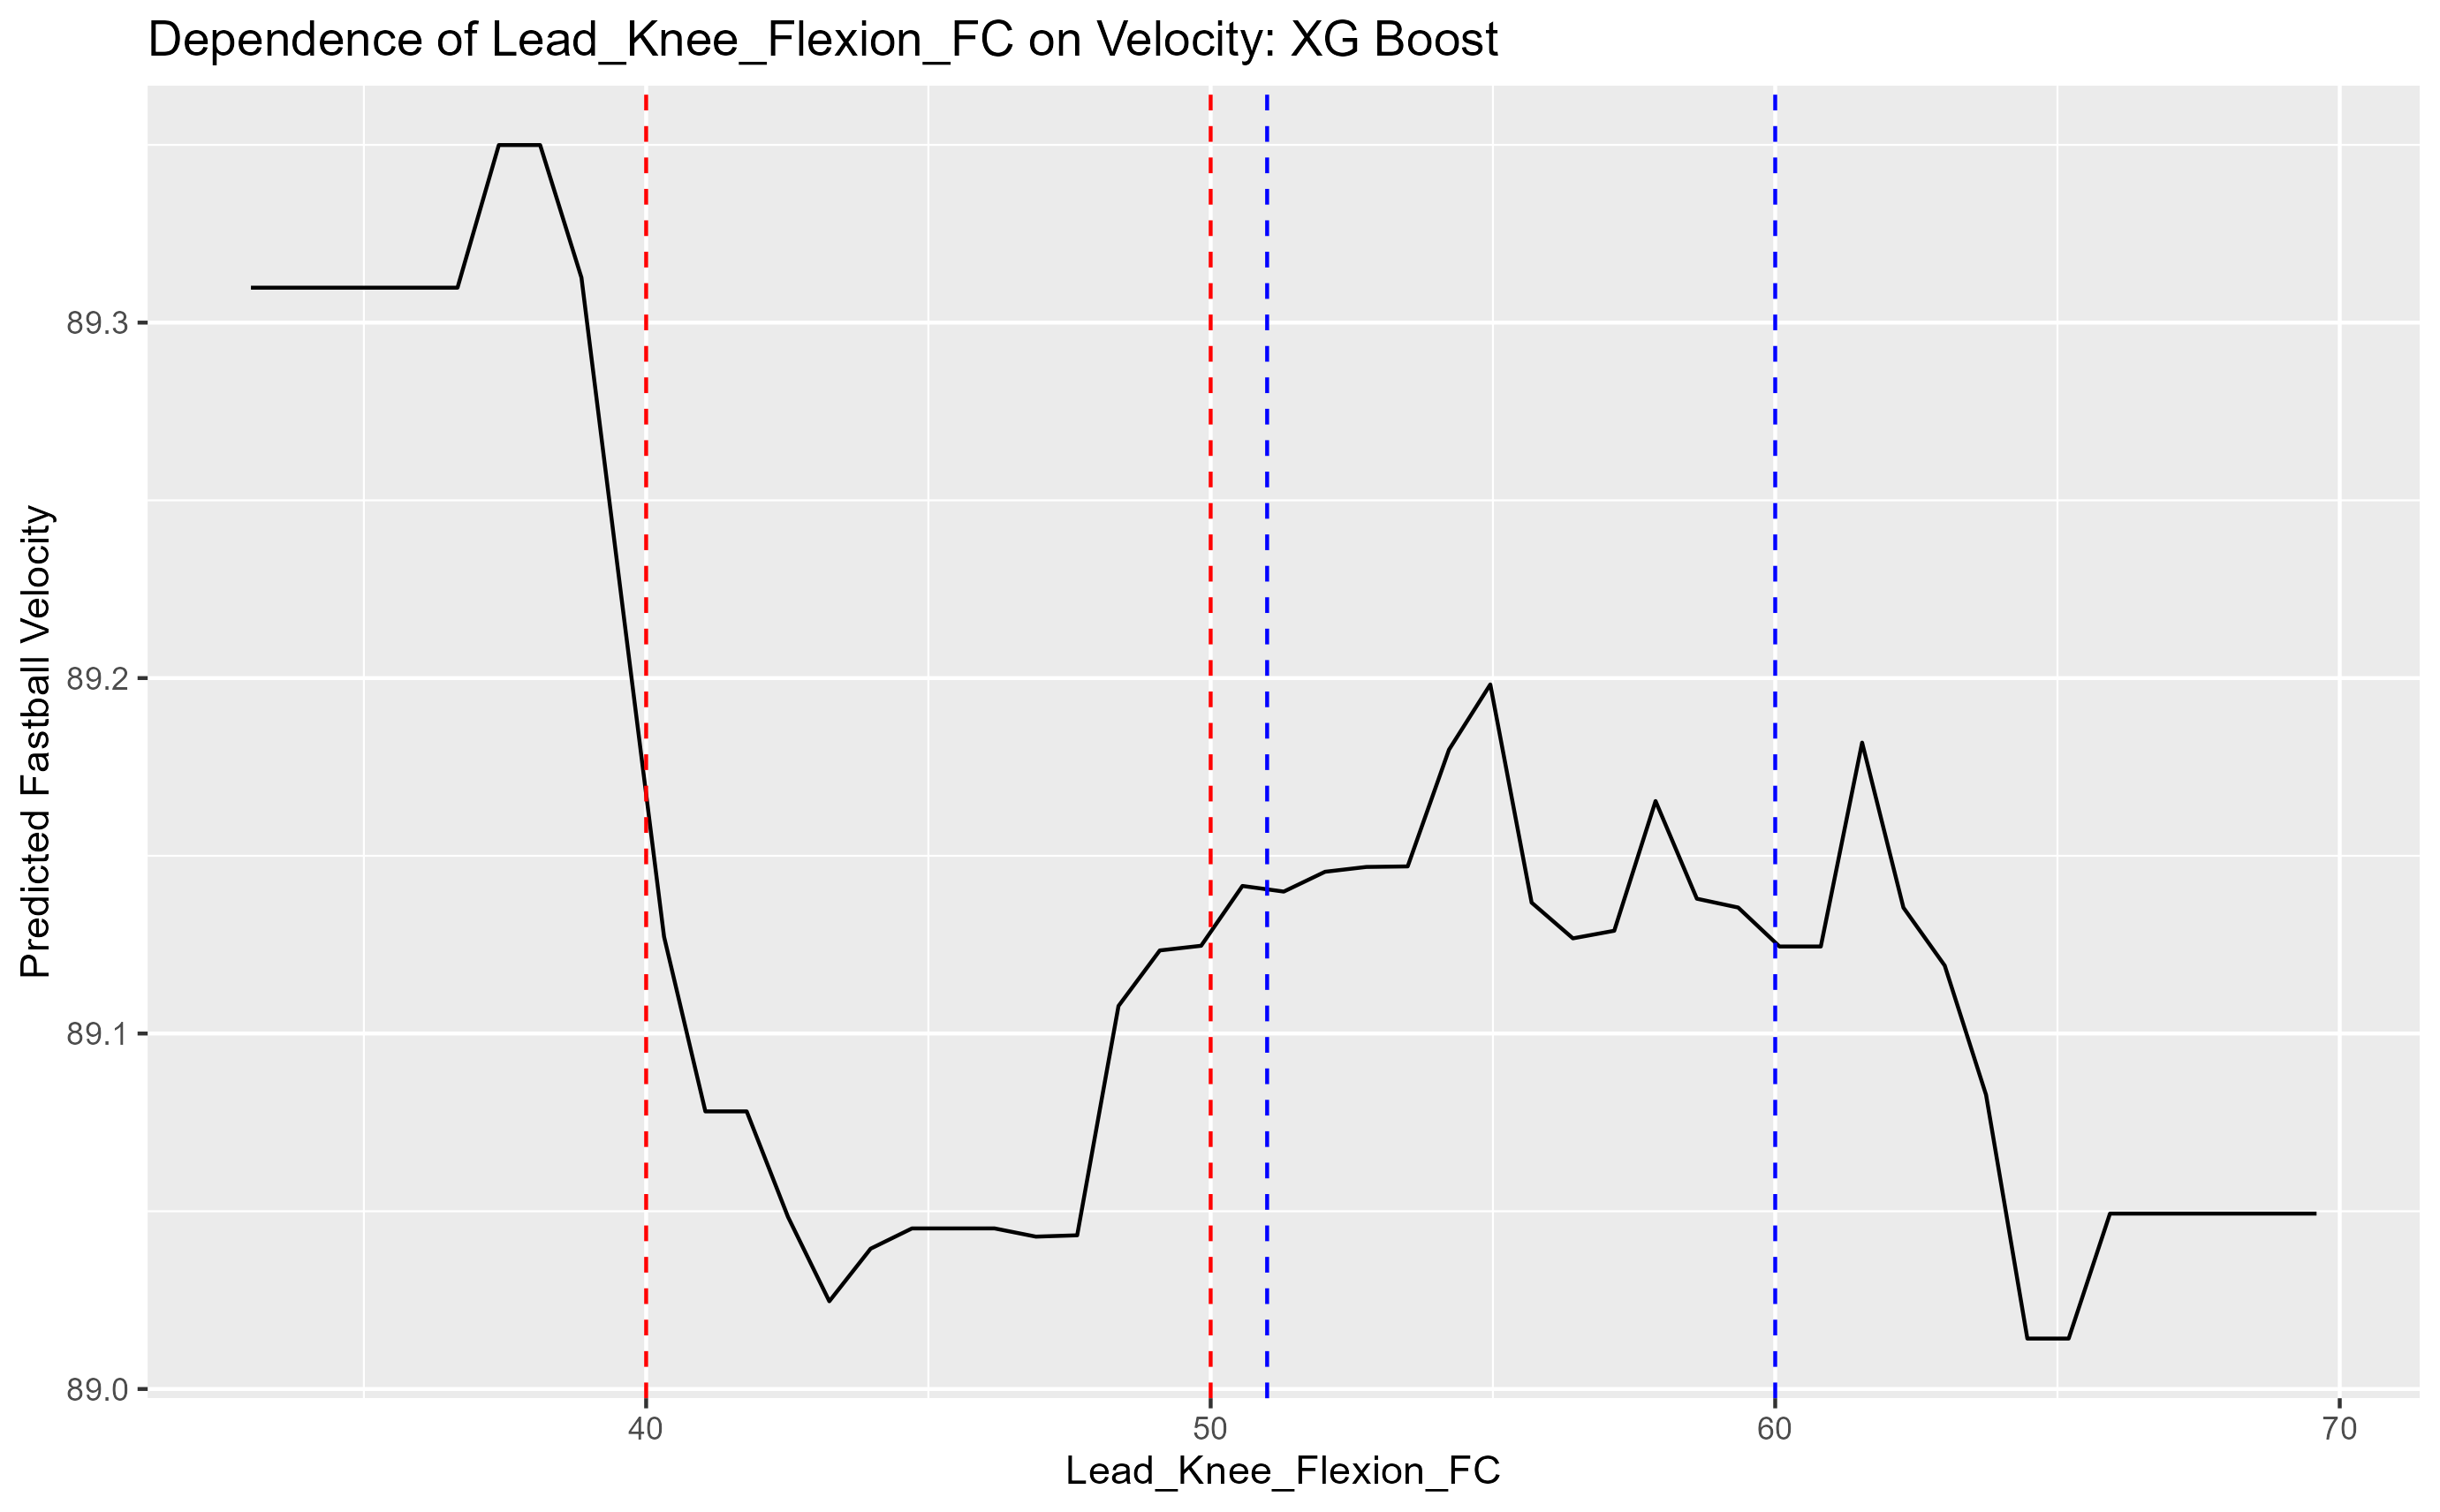 Dependence of Lead_Knee_Flexion_FC on Velocity: XG Boost
Predicted Fastball Velocity
89.3
89.2
89.1
89.0
40
50
60
70
Lead_Knee_Flexion_FC